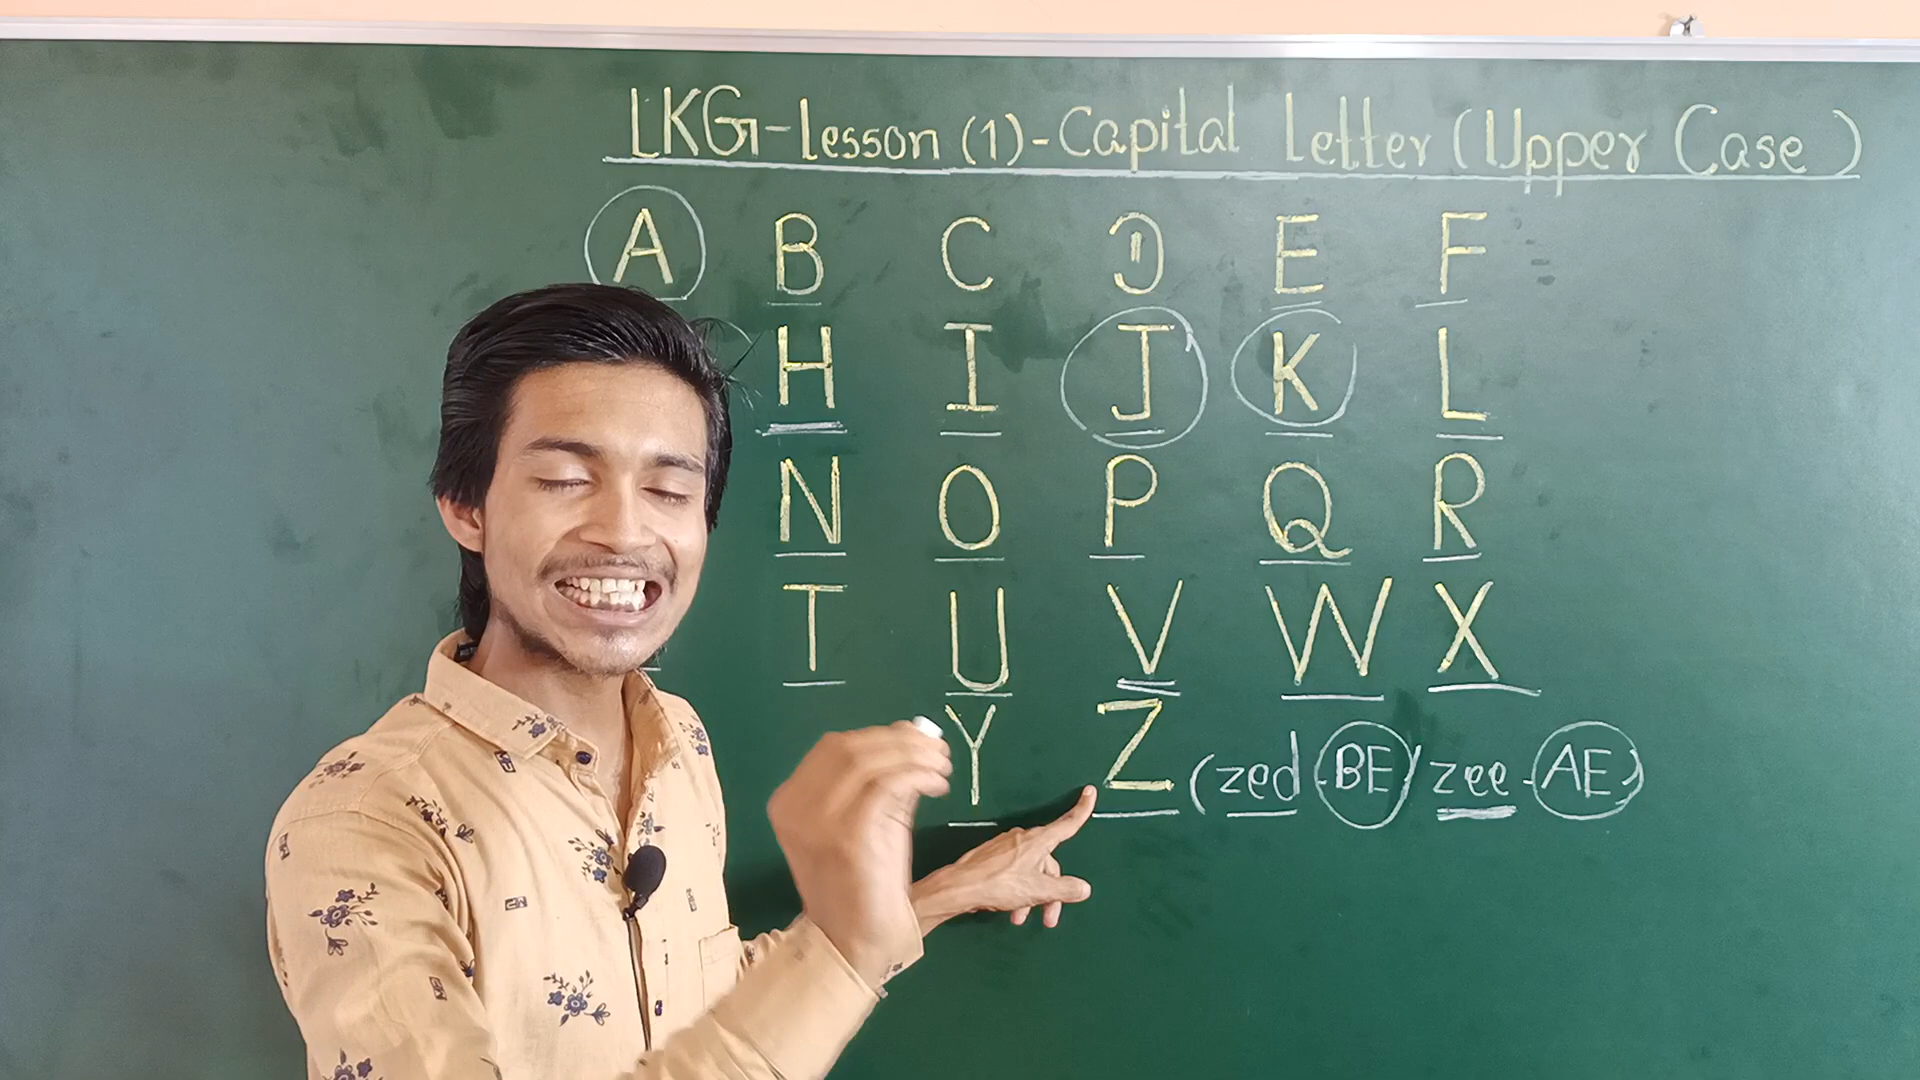 LKG-Lesson (1)-Capital Letter (Upper Case)
A B C D E F
H I J K L
N O P Q R
T U V W X
Y Z (zed-BE/zee-AE)